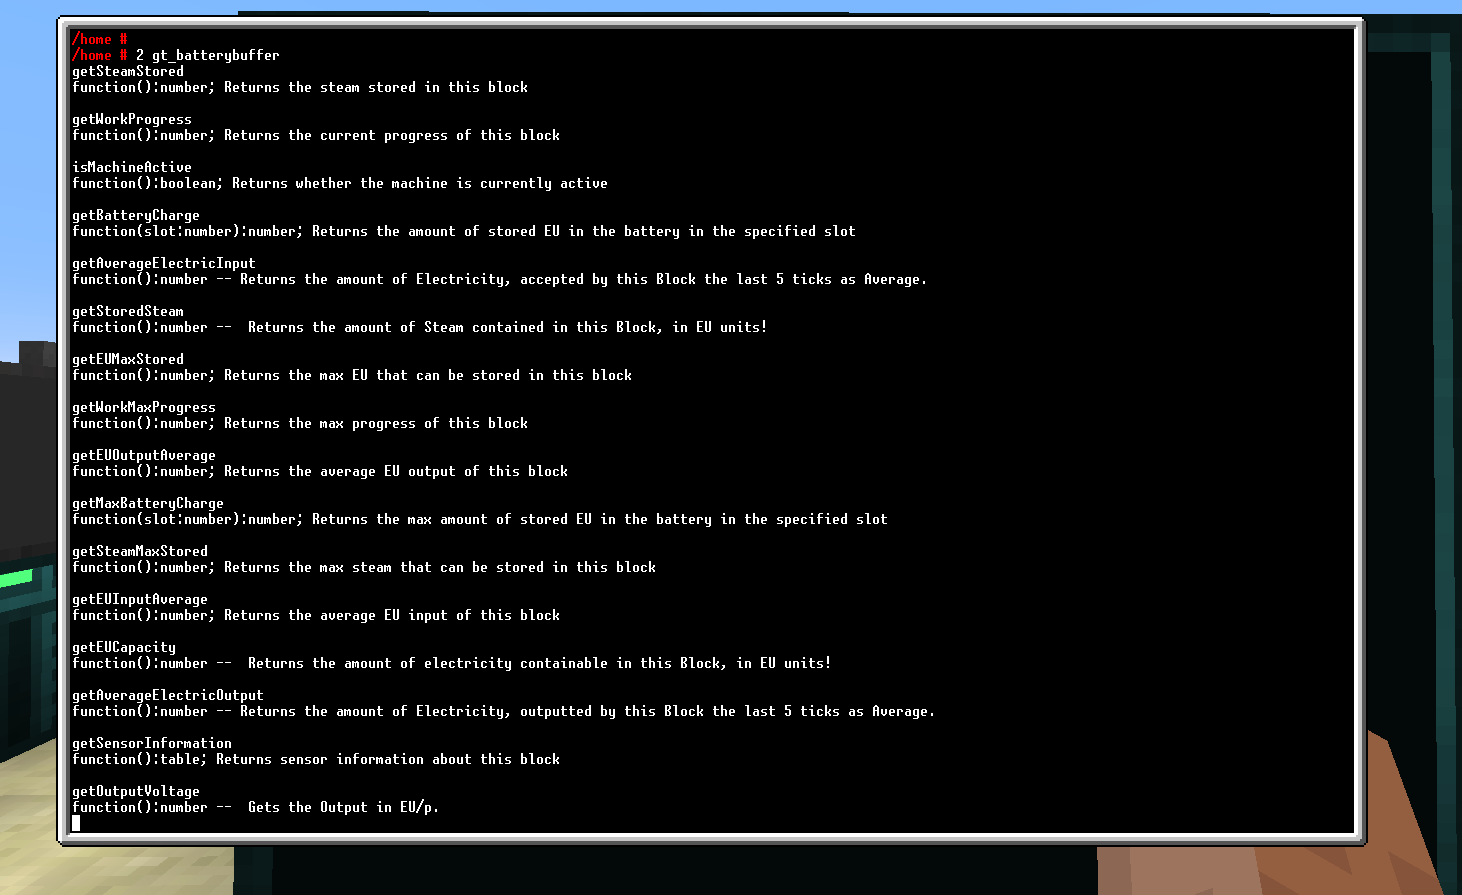 /home #
/home # 2 gt_batterybuffer
getSteamStored
function():number; Returns the steam stored in this block
getWorkProgress
function():number; Returns the current progress of this block
isMachineActive
function():boolean; Returns whether the machine is currently active
getBatteryCharge
function(slot:number):number; Returns the amount of stored EU in the battery in the specified slot
getAverageElectricInput
function():number -- Returns the amount of Electricity, accepted by this Block the last 5 ticks as Average.
getStoredSteam
function():number --  Returns the amount of Steam contained in this Block, in EU units!
getEUMaxStored
function():number; Returns the max EU that can be stored in this block
getWorkMaxProgress
function():number; Returns the max progress of this block
getEUOutputAverage
function():number; Returns the average EU output of this block
getMaxBatteryCharge
function(slot:number):number; Returns the max amount of stored EU in the battery in the specified slot
getSteamMaxStored
function():number; Returns the max steam that can be stored in this block
getEUInputAverage
function():number; Returns the average EU input of this block
getEUCapacity
function():number --  Returns the amount of electricity containable in this Block, in EU units!
getAverageElectricOutput
function():number -- Returns the amount of Electricity, outputted by this Block the last 5 ticks as Average.
getSensorInformation
function():table; Returns sensor information about this block
getOutputVoltage
function():number --  Gets the Output in EU/p.